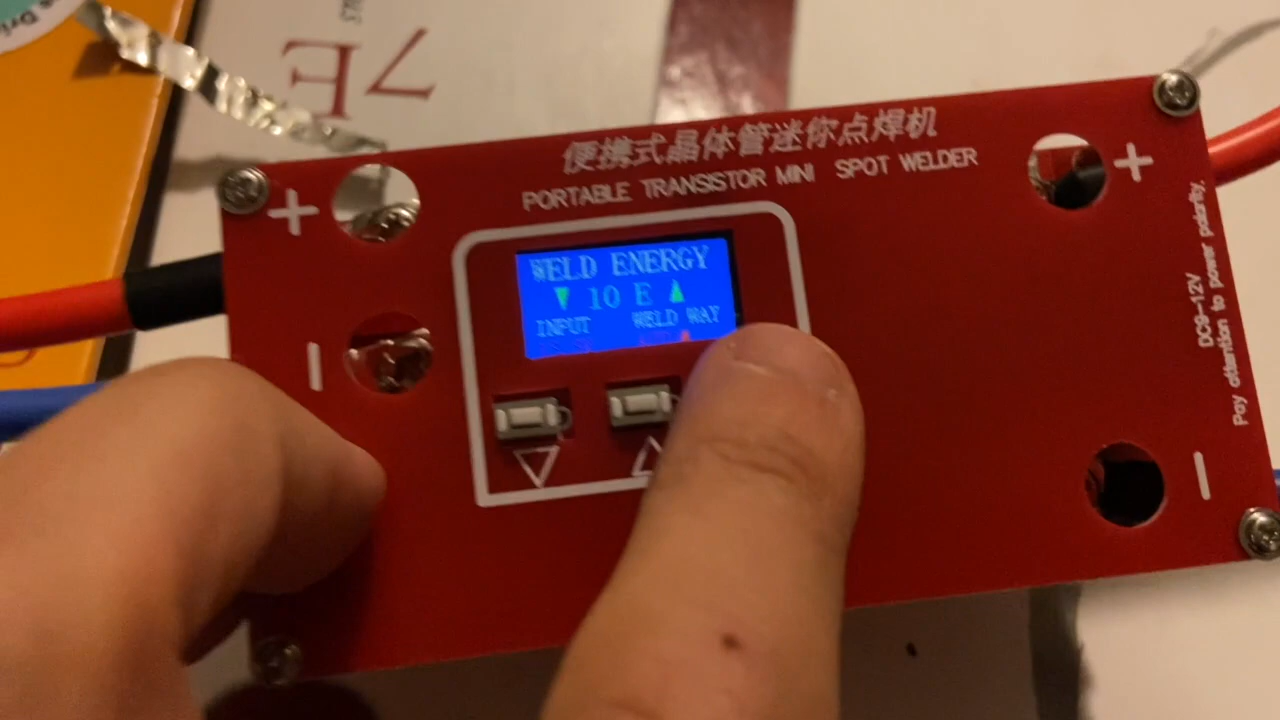 7E
便携式晶体管迷你点焊机
PORTABLE TRANSISTOR MINI SPOT WELDER
+
+
WELD ENERGY
▼ 10 E ▲
INPUT WELD WAY
DC9-12V
Pay attention to power polarity.